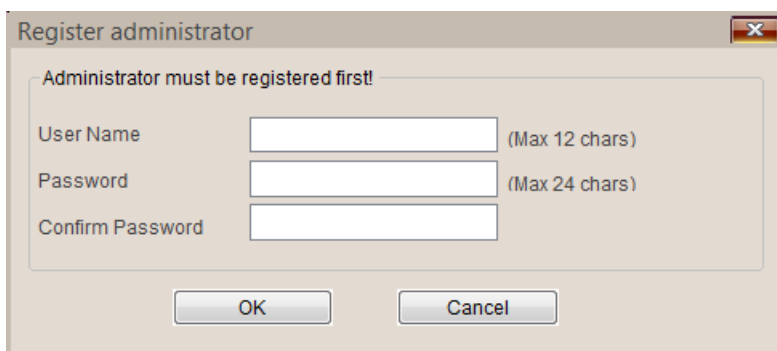 Register administrator
Administrator must be registered first!
User Name (Max 12 chars)
Password (Max 24 chars)
Confirm Password
OK Cancel